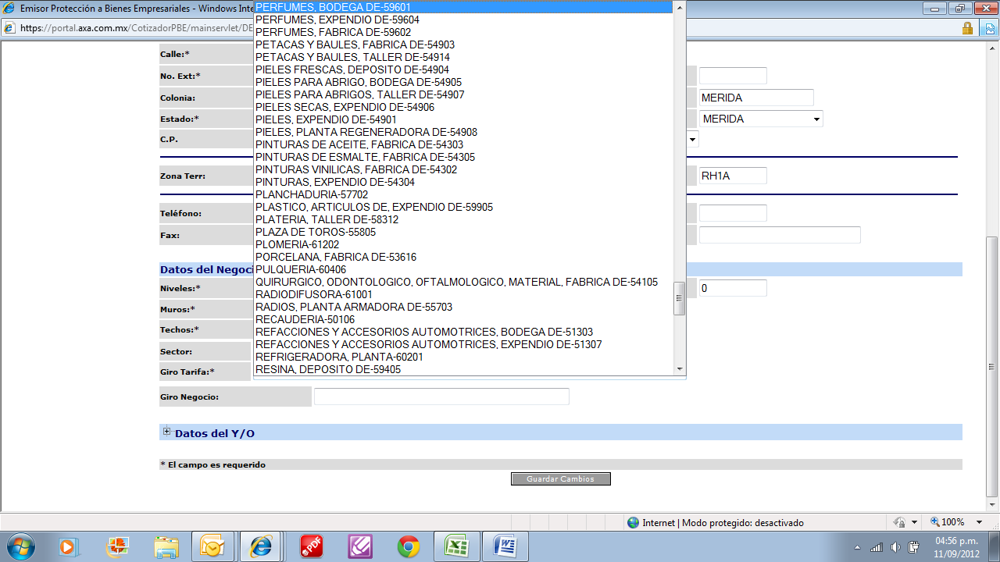 Emisor Protección a Bienes Empresariales - Windows Inte
https://portal.axa.com.mx/CotizadorPBE/mainservlet/DE
PERFUMES, BODEGA DE-59601
PERFUMES, EXPENDIO DE-59604
PERFUMES, FABRICA DE-59602
PETACAS Y BAULES, FABRICA DE-54903
PETACAS Y BAULES, TALLER DE-54914
PIELES FRESCAS, DEPOSITO DE-54904
PIELES PARA ABRIGO, BODEGA DE-54905
PIELES PARA ABRIGOS, TALLER DE-54907
PIELES SECAS, EXPENDIO DE-54906
PIELES, EXPENDIO DE-54901
PIELES, PLANTA REGENERADORA DE-54908
PINTURAS DE ACEITE, FABRICA DE-54303
PINTURAS DE ESMALTE, FABRICA DE-54305
PINTURAS VINILICAS, FABRICA DE-54302
PINTURAS, EXPENDIO DE-54304
PLANCHADURIA-57702
PLASTICO, ARTICULOS DE, EXPENDIO DE-59905
PLATERIA, TALLER DE-58312
PLAZA DE TOROS-55805
PLOMERIA-61202
PORCELANA, FABRICA DE-53616
PULQUERIA-60406
QUIRURGICO, ODONTOLOGICO, OFTALMOLOGICO, MATERIAL, FABRICA DE-54105
RADIODIFUSORA-61001
RADIOS, PLANTA ARMADORA DE-55703
RECAUDERIA-50106
REFACCIONES Y ACCESORIOS AUTOMOTRICES, BODEGA DE-51303
REFACCIONES Y ACCESORIOS AUTOMOTRICES, EXPENDIO DE-51307
REFRIGERADORA, PLANTA-60201
RESINA, DEPOSITO DE-59405
Calle:*
No. Ext:*
Colonia:
MERIDA
Estado:*
MERIDA
C.P.
Zona Terr:
RH1A
Teléfono:
Fax:
Datos del Negoci
Niveles:*
0
Muros:*
Techos:*
Sector:
Giro Tarifa:*
Giro Negocio:
Datos del Y/O
* El campo es requerido
Guardar Cambios
Internet | Modo protegido: desactivado
100%
PDF
04:56 p.m.
11/09/2012